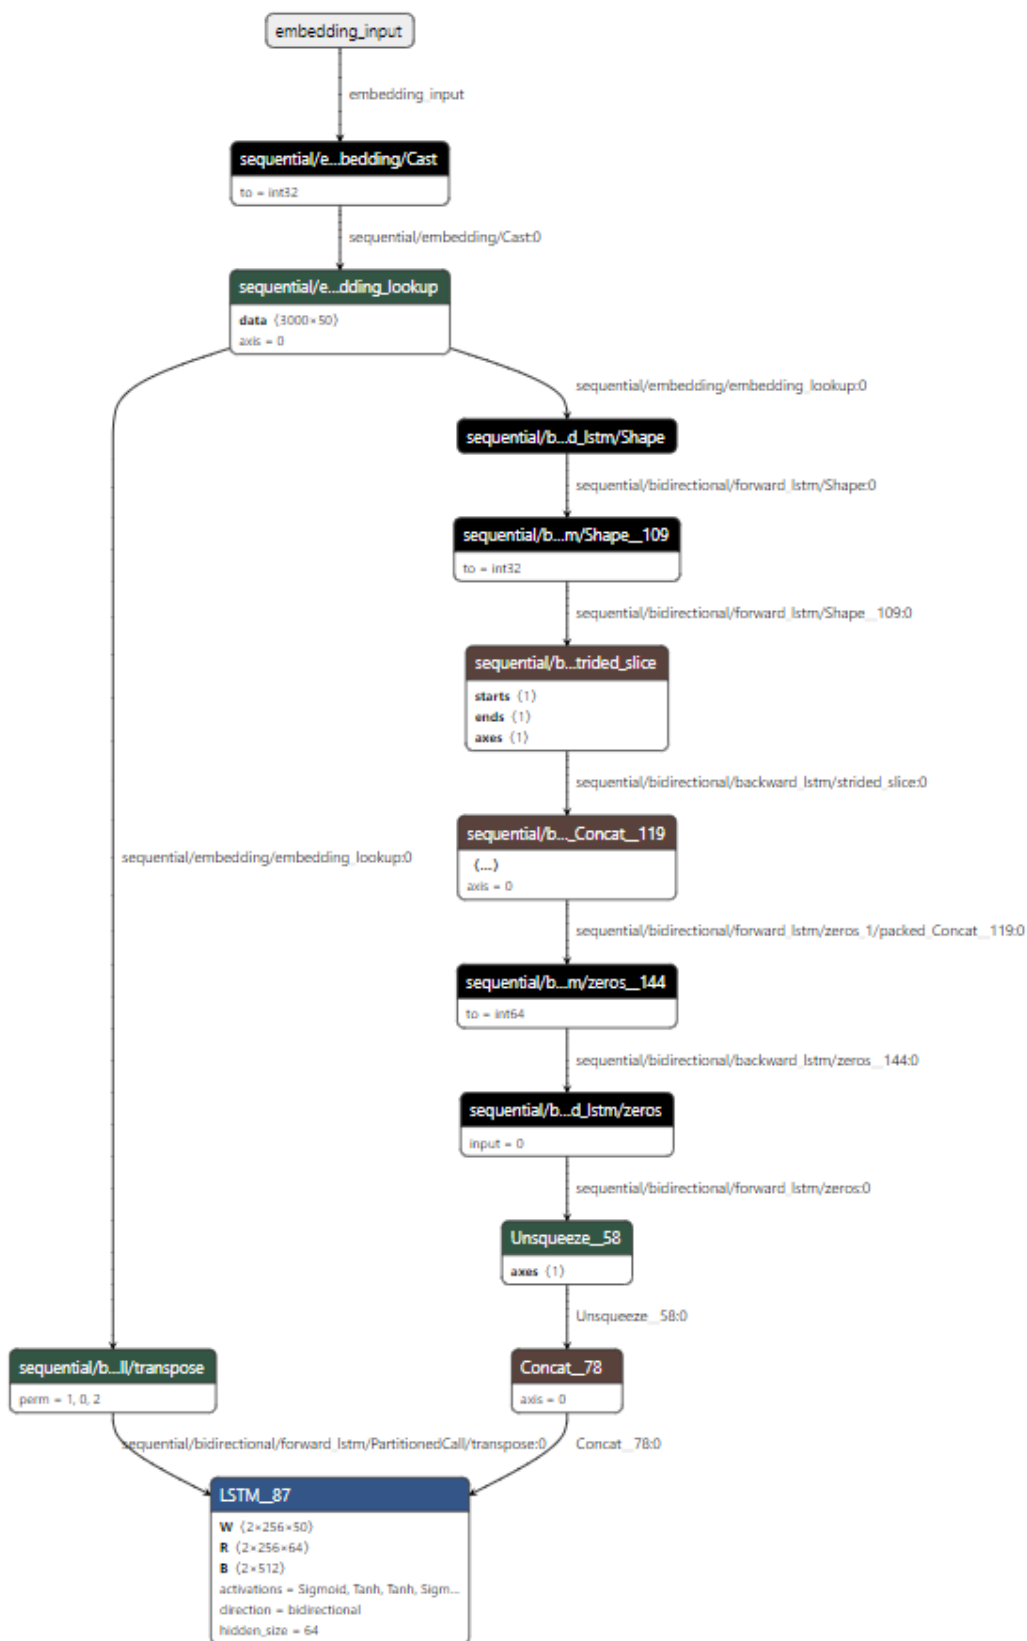 embedding_input
embedding_input
sequential/e...bedding/Cast
to = int32
sequential/embedding/Cast:0
sequential/e...dding_lookup
data ⟨3000×50⟩
axis = 0
sequential/embedding/embedding_lookup:0
sequential/b...d_lstm/Shape
sequential/bidirectional/forward_lstm/Shape:0
sequential/b...m/Shape__109
to = int32
sequential/bidirectional/forward_lstm/Shape__109:0
sequential/b...trided_slice
starts ⟨1⟩
ends ⟨1⟩
axes ⟨1⟩
sequential/bidirectional/backward_lstm/strided_slice:0
sequential/b..._Concat__119
⟨...⟩
axis = 0
sequential/embedding/embedding_lookup:0
sequential/bidirectional/forward_lstm/zeros_1/packed_Concat__119:0
sequential/b...m/zeros__144
to = int64
sequential/bidirectional/backward_lstm/zeros__144:0
sequential/b...d_lstm/zeros
input = 0
sequential/bidirectional/forward_lstm/zeros:0
Unsqueeze__58
axes ⟨1⟩
Unsqueeze__58:0
sequential/b...ll/transpose
perm = 1, 0, 2
Concat__78
axis = 0
sequential/bidirectional/forward_lstm/PartitionedCall/transpose:0
Concat__78:0
LSTM__87
W ⟨2×256×50⟩
R ⟨2×256×64⟩
B ⟨2×512⟩
activations = Sigmoid, Tanh, Tanh, Sigm...
direction = bidirectional
hidden_size = 64